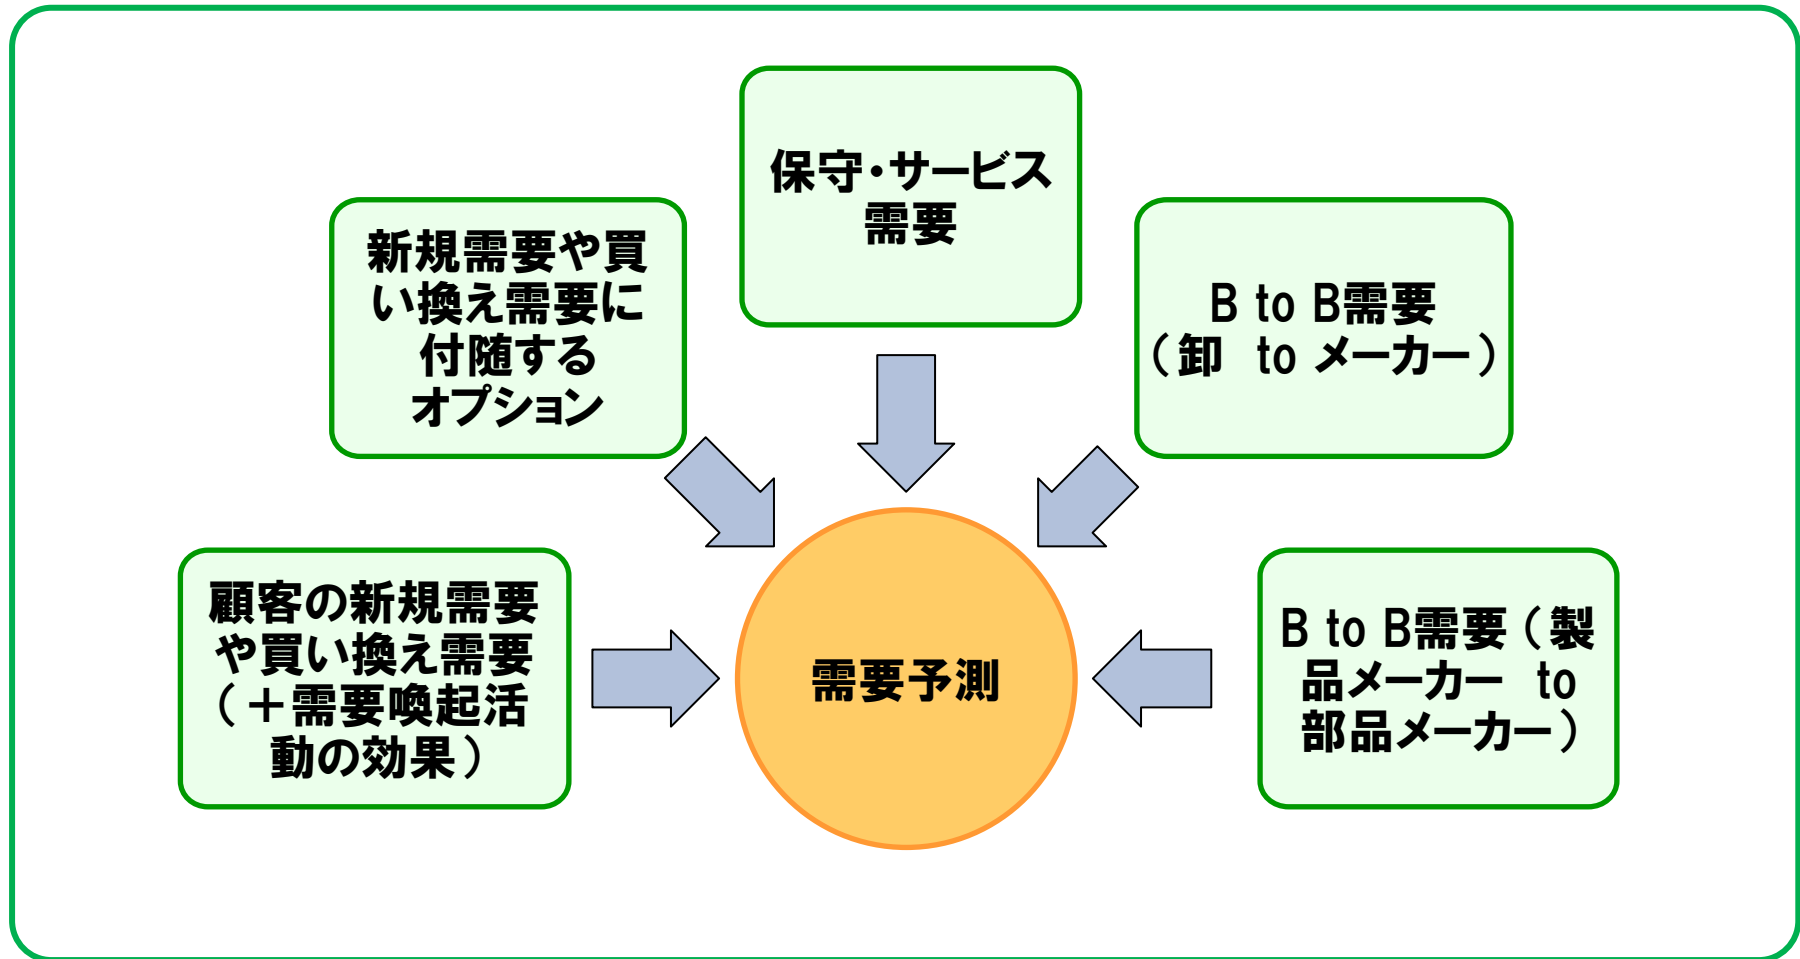 保守・サービス
需要
新規需要や買
い換え需要に
付随する
オプション
B to B需要
(卸 to メーカー)
顧客の新規需要
や買い換え需要
(＋需要喚起活
動の効果)
需要予測
B to B需要(製
品メーカー to
部品メーカー)